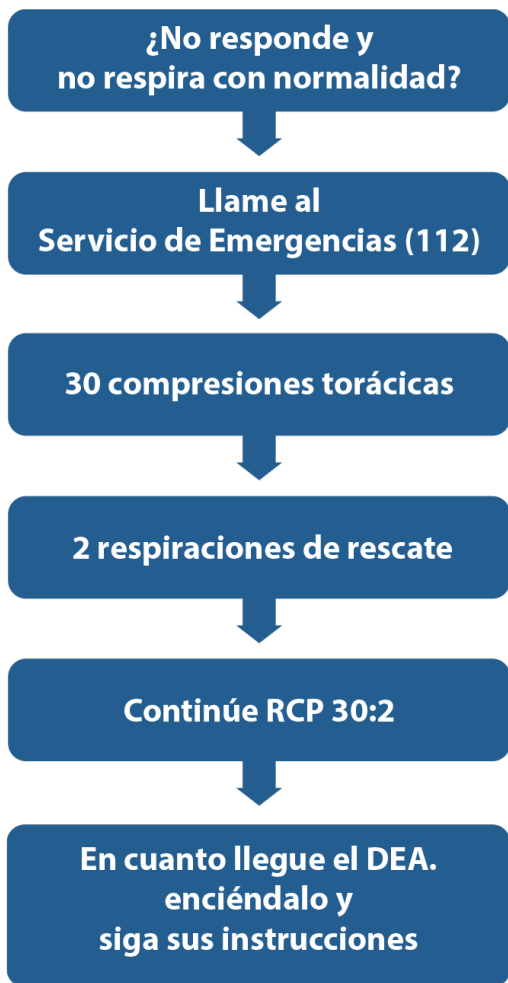 ¿No responde y
no respira con normalidad?
Llame al
Servicio de Emergencias (112)
30 compresiones torácicas
2 respiraciones de rescate
Continúe RCP 30:2
En cuanto llegue el DEA.
enciéndalo y
siga sus instrucciones